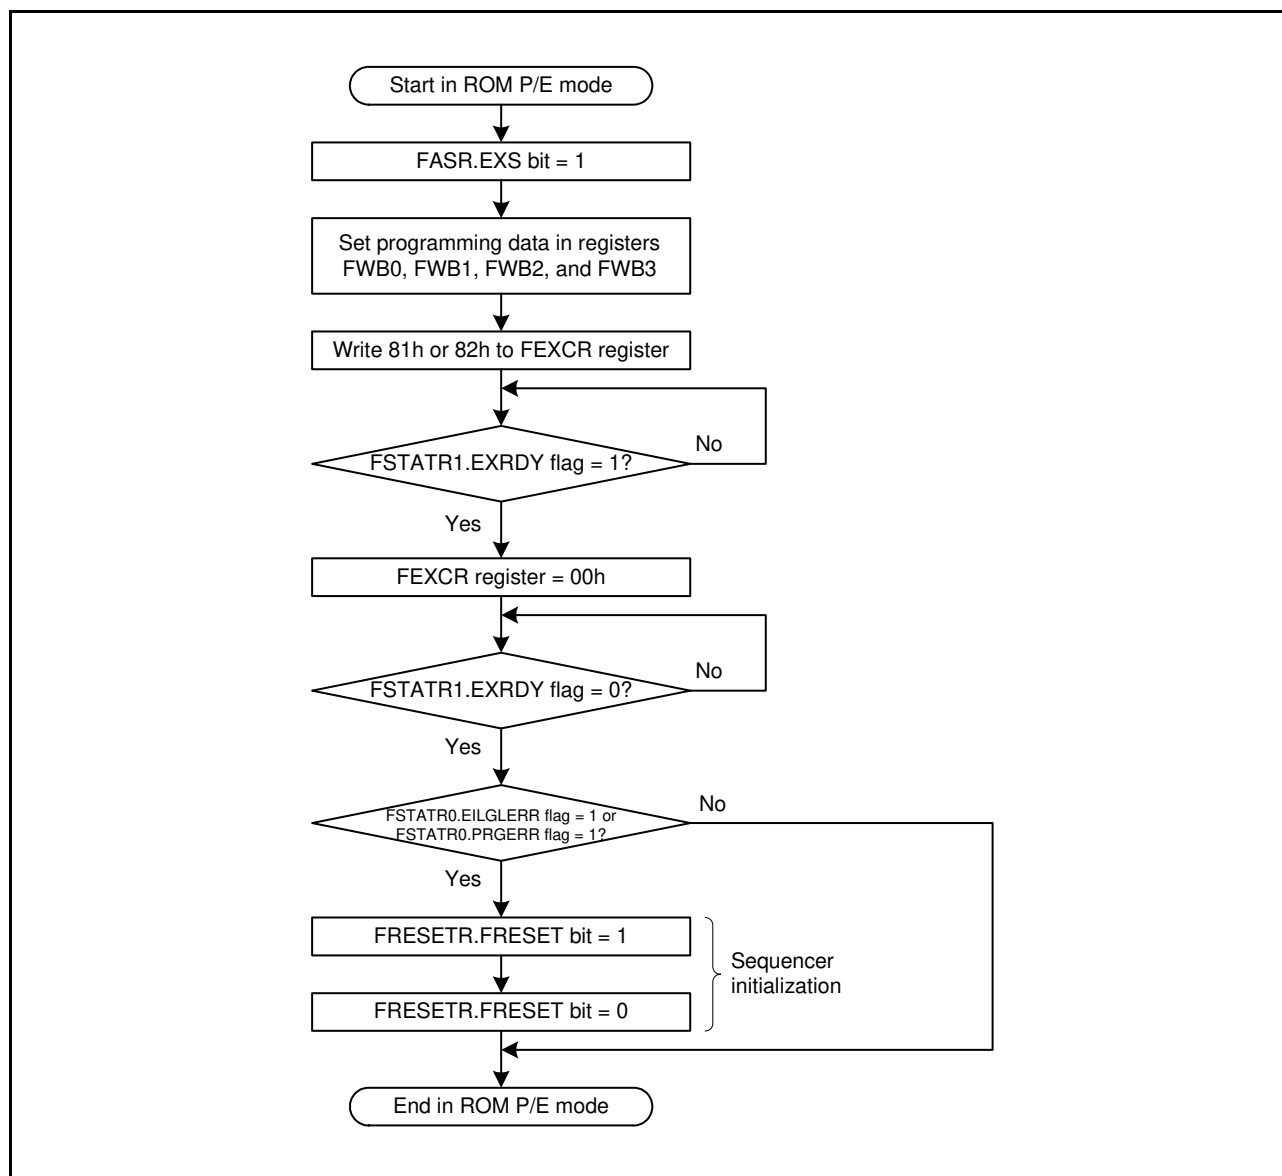 Start in ROM P/E mode
FASR.EXS bit = 1
Set programming data in registers
FWB0, FWB1, FWB2, and FWB3
Write 81h or 82h to FEXCR register
No
FSTATR1.EXRDY flag = 1?
Yes
FEXCR register = 00h
No
FSTATR1.EXRDY flag = 0?
Yes
No
FSTATR0.EILGLERR flag = 1 or
FSTATR0.PRGERR flag = 1?
Yes
FRESETR.FRESET bit = 1
Sequencer
initialization
FRESETR.FRESET bit = 0
End in ROM P/E mode